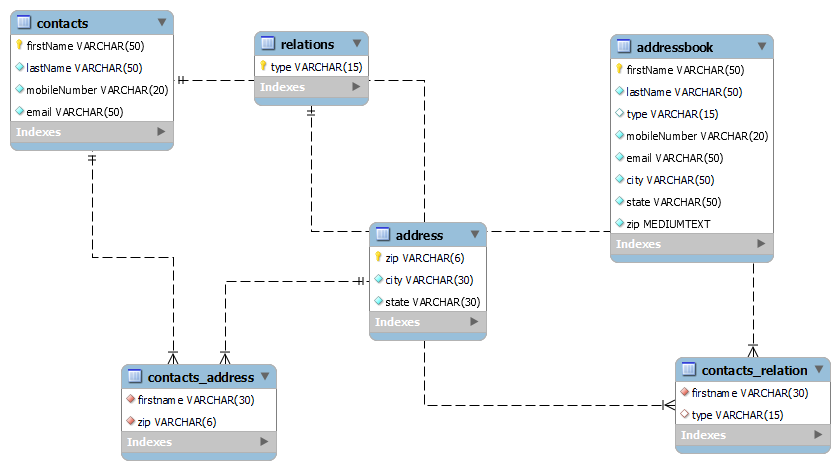 contacts
firstName VARCHAR(50)
lastName VARCHAR(50)
mobileNumber VARCHAR(20)
email VARCHAR(50)
Indexes
relations
type VARCHAR(15)
Indexes
addressbook
firstName VARCHAR(50)
lastName VARCHAR(50)
type VARCHAR(15)
mobileNumber VARCHAR(20)
email VARCHAR(50)
city VARCHAR(50)
state VARCHAR(50)
zip MEDIUMTEXT
Indexes
address
zip VARCHAR(6)
city VARCHAR(30)
state VARCHAR(30)
Indexes
contacts_address
firstname VARCHAR(30)
zip VARCHAR(6)
Indexes
contacts_relation
firstname VARCHAR(30)
type VARCHAR(15)
Indexes